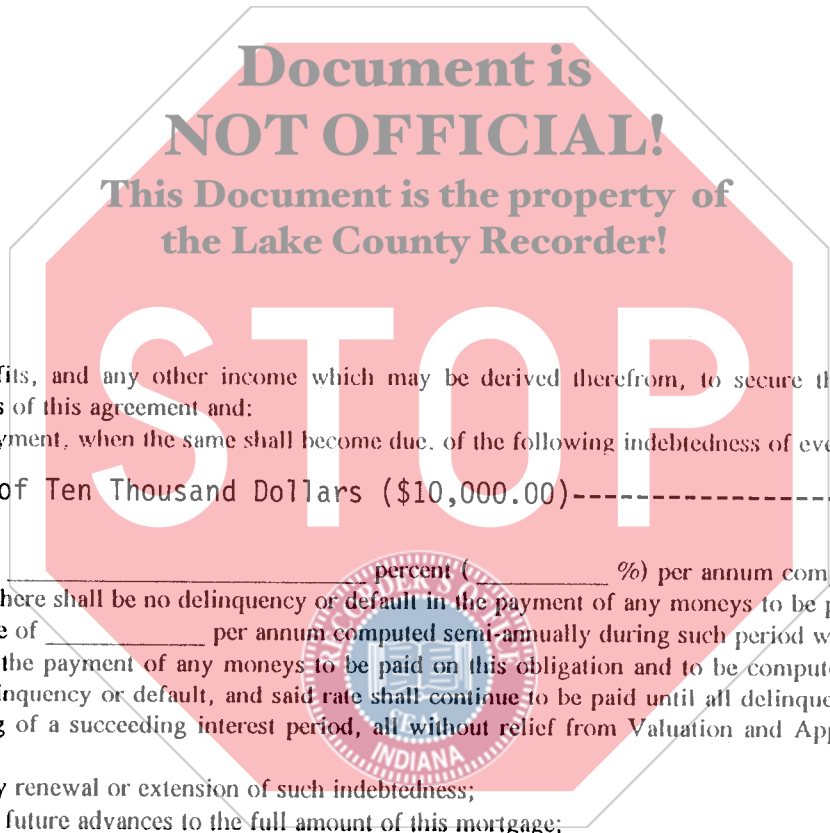 Document is
NOT OFFICIAL!
This Document is the property of
the Lake County Recorder!
STOP
fits, and any other income which may be derived therefrom, to secure th
s of this agreement and:
yment, when the same shall become due, of the following indebtedness of eve
of Ten Thousand Dollars ($10,000.00)------------------
____________________ percent ( __________ %) per annum com
here shall be no delinquency or default in the payment of any moneys to be p
e of ____________ per annum computed semi-annually during such period w
the payment of any moneys to be paid on this obligation and to be compute
inquency or default, and said rate shall continue to be paid until all delinque
g of a succeeding interest period, all without relief from Valuation and App
RECORDER'S OFFICE
SEAL
INDIANA
y renewal or extension of such indebtedness;
future advances to the full amount of this mortgage;